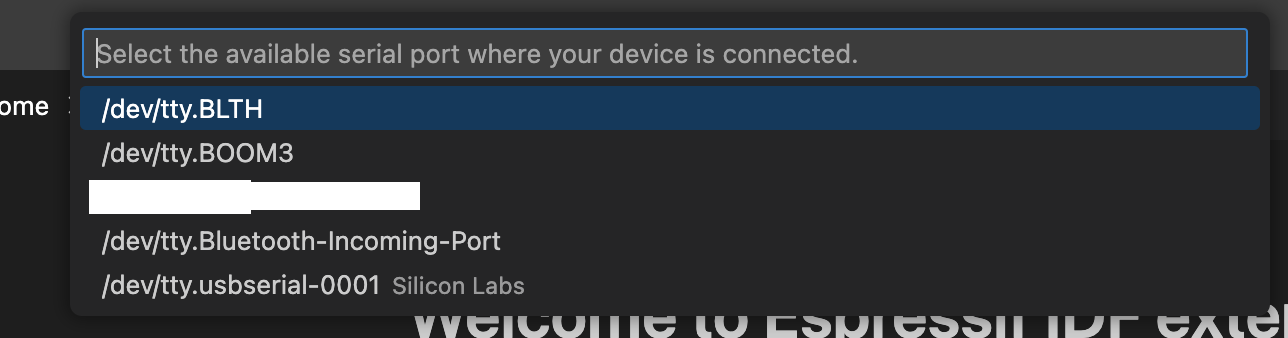 Select the available serial port where your device is connected.
ome
/dev/tty.BLTH
/dev/tty.BOOM3
/dev/tty.Bluetooth-Incoming-Port
/dev/tty.usbserial-0001 Silicon Labs
Welcome to Espressif IDF exte